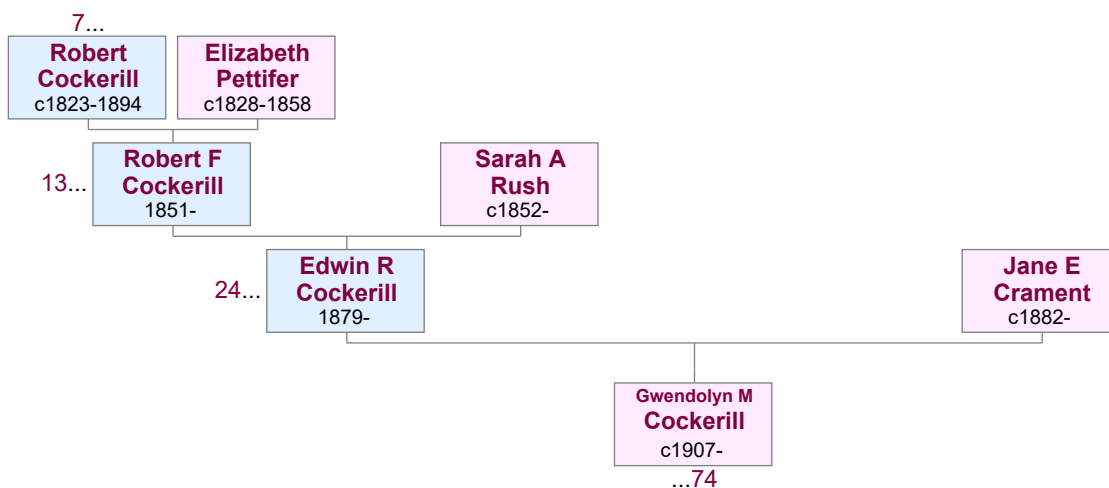 7...
Robert
Cockerill
c1823-1894
Elizabeth
Pettifer
c1828-1858
13...
Robert F
Cockerill
1851-
Sarah A
Rush
c1852-
24...
Edwin R
Cockerill
1879-
Jane E
Crament
c1882-
Gwendolyn M
Cockerill
c1907-
...74